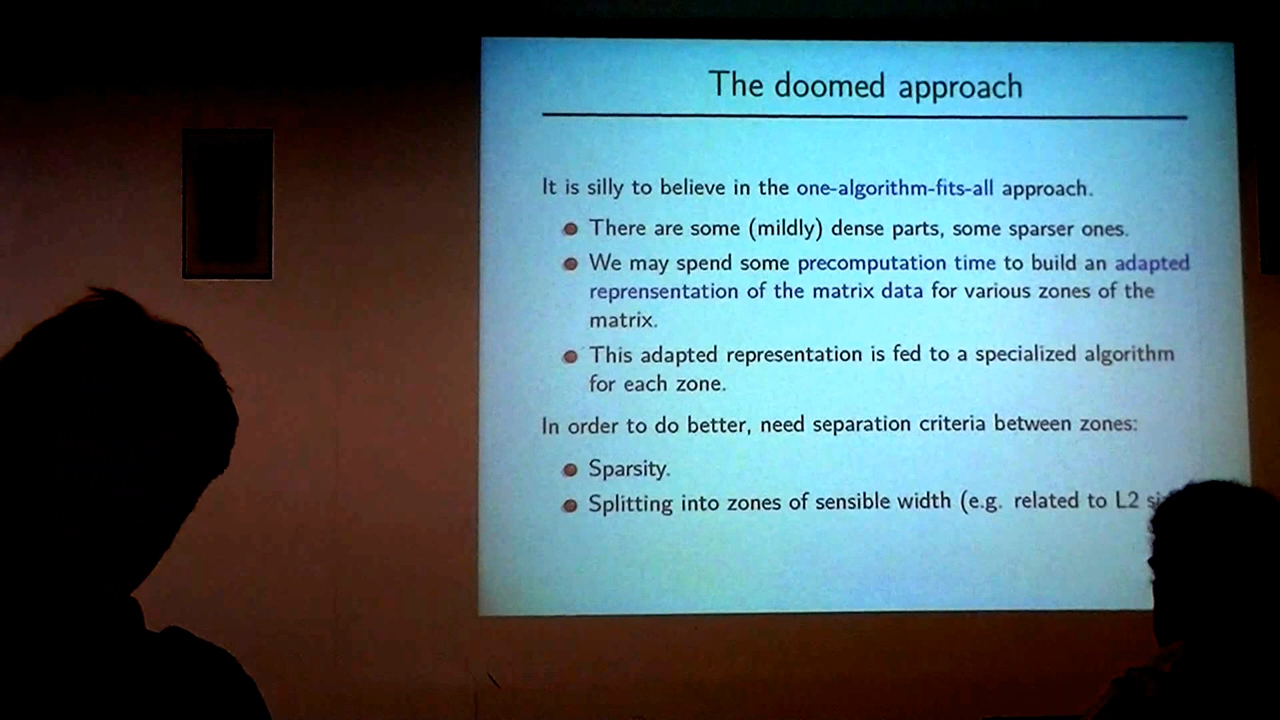 The doomed approach
It is silly to believe in the one-algorithm-fits-all approach.
There are some (mildly) dense parts, some sparser ones.
We may spend some precomputation time to build an adapted
reprensentation of the matrix data for various zones of the
matrix.
This adapted representation is fed to a specialized algorithm
for each zone.
In order to do better, need separation criteria between zones:
Sparsity.
Splitting into zones of sensible width (e.g. related to L2